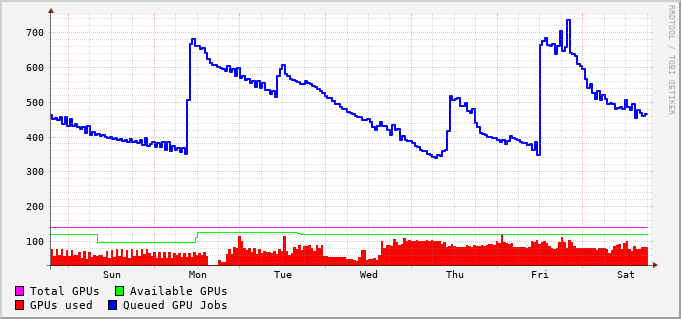 700
600
500
400
300
200
100
Sun Mon Tue Wed Thu Fri Sat
Total GPUs Available GPUs
GPUs used Queued GPU Jobs
RRDTOOL / TOBI OETIKER